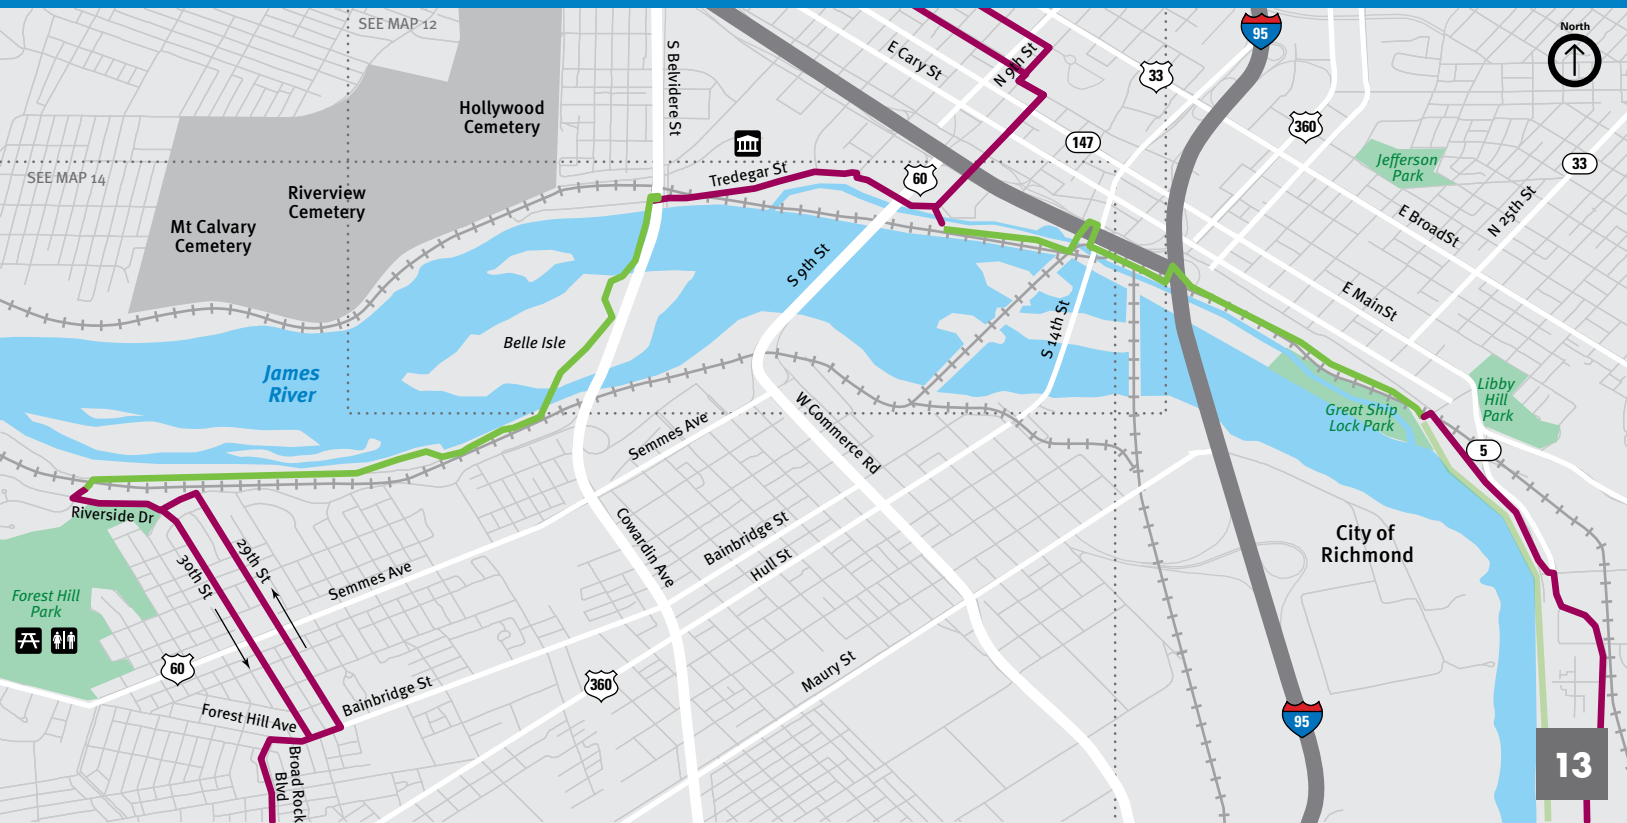 SEE MAP 12
S Belvidere St
E Cary St
N 9th St
95
33
North
Hollywood
Cemetery
147
360
Jefferson
Park
33
SEE MAP 14
Riverview
Cemetery
Tredegar St
60
N 25th St
E BroadSt
Mt Calvary
Cemetery
S 9th St
E MainSt
Belle Isle
S 14th St
James
River
Libby
Hill
Park
Great Ship
Lock Park
Semmes Ave
W Commerce Rd
5
Riverside Dr
Cowardin Ave
Bainbridge St
Hull St
City of
Richmond
29th St
30th St
Semmes Ave
Forest Hill
Park
60
360
Maury St
Bainbridge St
Forest Hill Ave
95
Broad Rock
Blvd
13